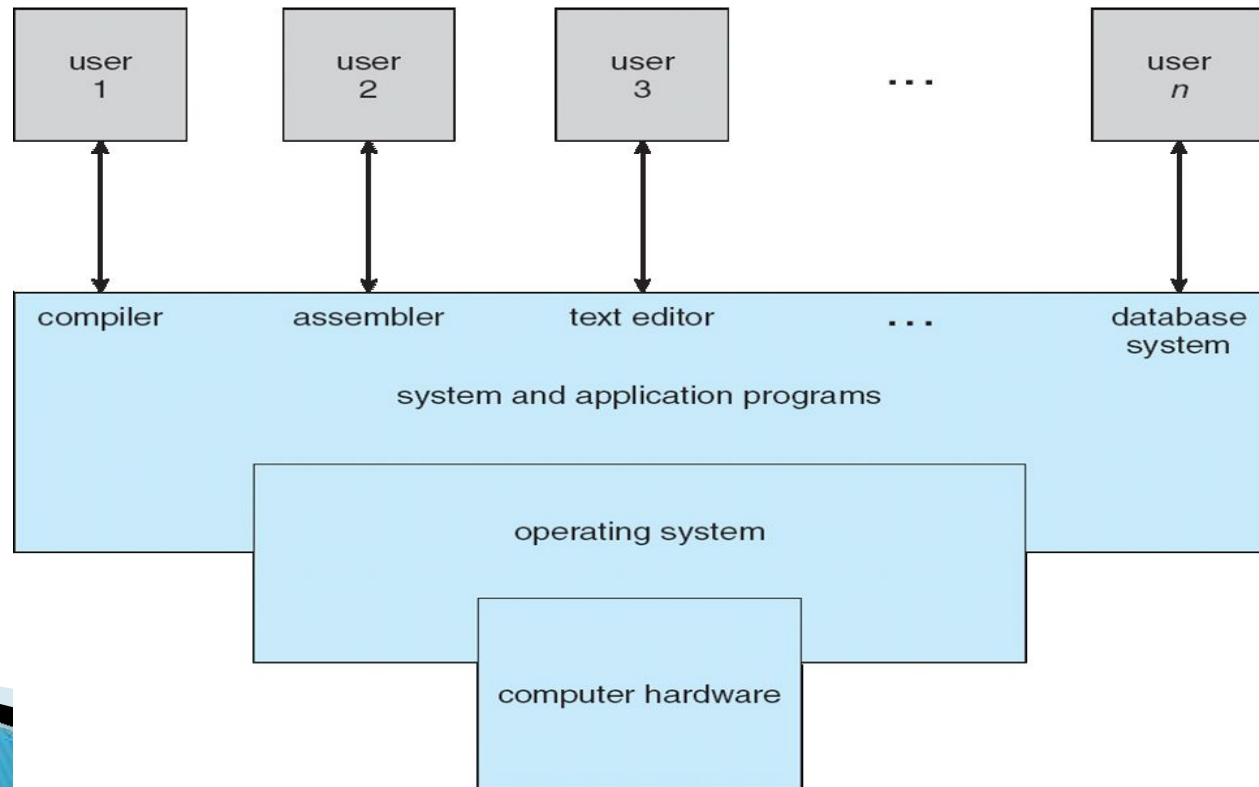 user
1
user
2
user
3
...
user
n
compiler
assembler
text editor
...
database
system
system and application programs
operating system
computer hardware